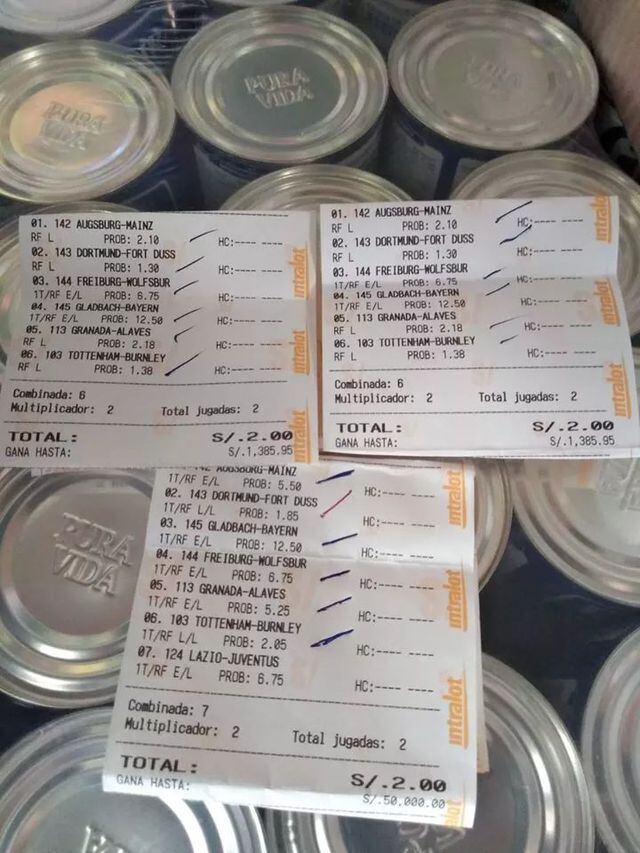 PURA
VIDA
PURA
VIDA
01. 142 AUGSBURG-MAINZ
RF L PROB: 2.10 HC:---- ----
02. 143 DORTMUND-FORT DUSS
RF L PROB: 1.30 HC:---- ----
03. 144 FREIBURG-WOLFSBUR
1T/RF E/L PROB: 6.75 HC:---- ----
04. 145 GLADBACH-BAYERN
1T/RF E/L PROB: 12.50 HC:---- ----
05. 113 GRANADA-ALAVES
RF L PROB: 2.18 HC:---- ----
06. 103 TOTTENHAM-BURNLEY
RF L PROB: 1.38
Combinada: 6
Multiplicador: 2 Total jugadas: 2
TOTAL: S/.2.00
GANA HASTA: S/.1,385.95
intralot
intralot
intralot
01. 142 AUGSBURG-MAINZ
RF L PROB: 2.10 HC:---- ----
02. 143 DORTMUND-FORT DUSS
RF L PROB: 1.30 HC:---- ----
03. 144 FREIBURG-WOLFSBUR
1T/RF E/L PROB: 6.75 HC:---- ----
04. 145 GLADBACH-BAYERN
1T/RF E/L PROB: 12.50 HC:---- ----
05. 113 GRANADA-ALAVES
RF L PROB: 2.18 HC:---- ----
06. 103 TOTTENHAM-BURNLEY
RF L PROB: 1.38 HC:---- ----
Combinada: 6
Multiplicador: 2 Total jugadas: 2
TOTAL: S/.2.00
GANA HASTA: S/.1,385.95
intralot
intralot
intralot
PURA
VIDA
AUGSBURG-MAINZ
1T/RF E/L PROB: 5.50 HC:---- ----
02. 143 DORTMUND-FORT DUSS
1T/RF L/L PROB: 1.85 HC:---- ----
03. 145 GLADBACH-BAYERN
1T/RF E/L PROB: 12.50 HC:---- ----
04. 144 FREIBURG-WOLFSBUR
1T/RF E/L PROB: 6.75 HC:---- ----
05. 113 GRANADA-ALAVES
1T/RF E/L PROB: 5.25 HC:---- ----
06. 103 TOTTENHAM-BURNLEY
1T/RF L/L PROB: 2.05 HC:---- ----
07. 124 LAZIO-JUVENTUS
1T/RF E/L PROB: 6.75 HC:---- ----
Combinada: 7
Multiplicador: 2 Total jugadas: 2
TOTAL: S/.2.00
GANA HASTA: S/.50,000.00
intralot
intralot
intralot